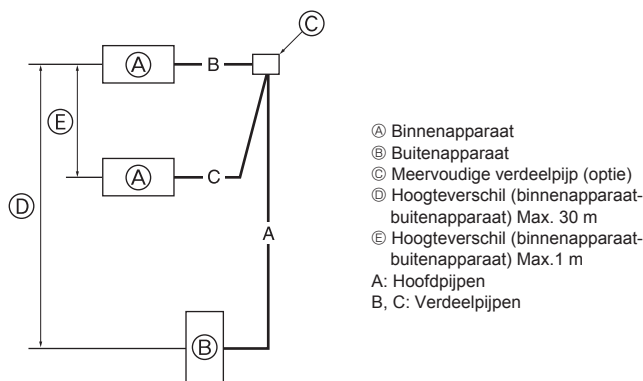 Ⓒ
Ⓐ B
Ⓔ
Ⓐ C
Ⓓ
A
Ⓑ
Ⓐ Binnenapparaat
Ⓑ Buitenapparaat
Ⓒ Meervoudige verdeelpijp (optie)
Ⓓ Hoogteverschil (binnenapparaat-
buitenapparaat) Max. 30 m
Ⓔ Hoogteverschil (binnenapparaat-
buitenapparaat) Max.1 m
A: Hoofdpijpen
B, C: Verdeelpijpen